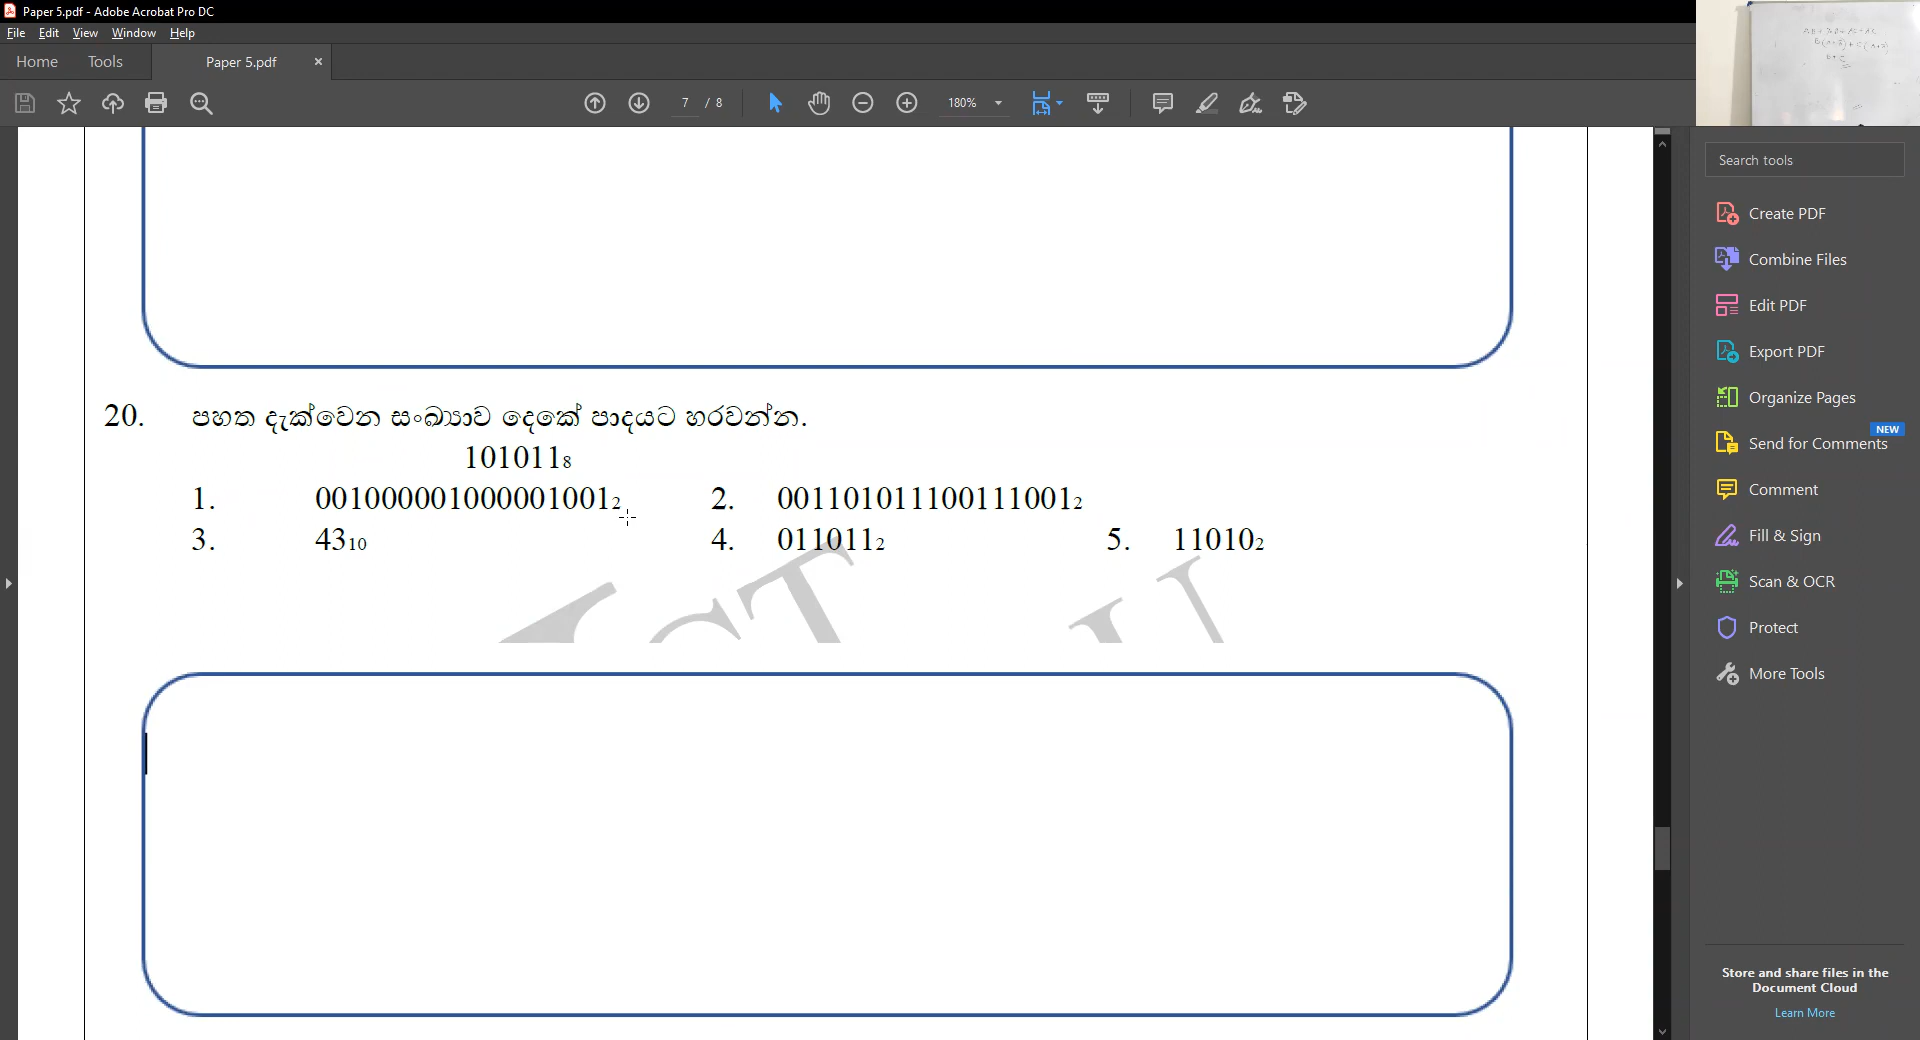 Paper 5.pdf - Adobe Acrobat Pro DC
File Edit View Window Help
Home Tools Paper 5.pdf ×
7 / 8 180%
20. පහත දැක්වෙන සංඛ්‍යාව දෙකේ පාදයට හරවන්න.
101011₈
1. 001000001000001001₂ 2. 001101011100111001₂
3. 43₁₀ 4. 011011₂ 5. 11010₂
Search tools
Create PDF
Combine Files
Edit PDF
Export PDF
Organize Pages
NEW
Send for Comments
Comment
Fill & Sign
Scan & OCR
Protect
More Tools
Store and share files in the
Document Cloud
Learn More